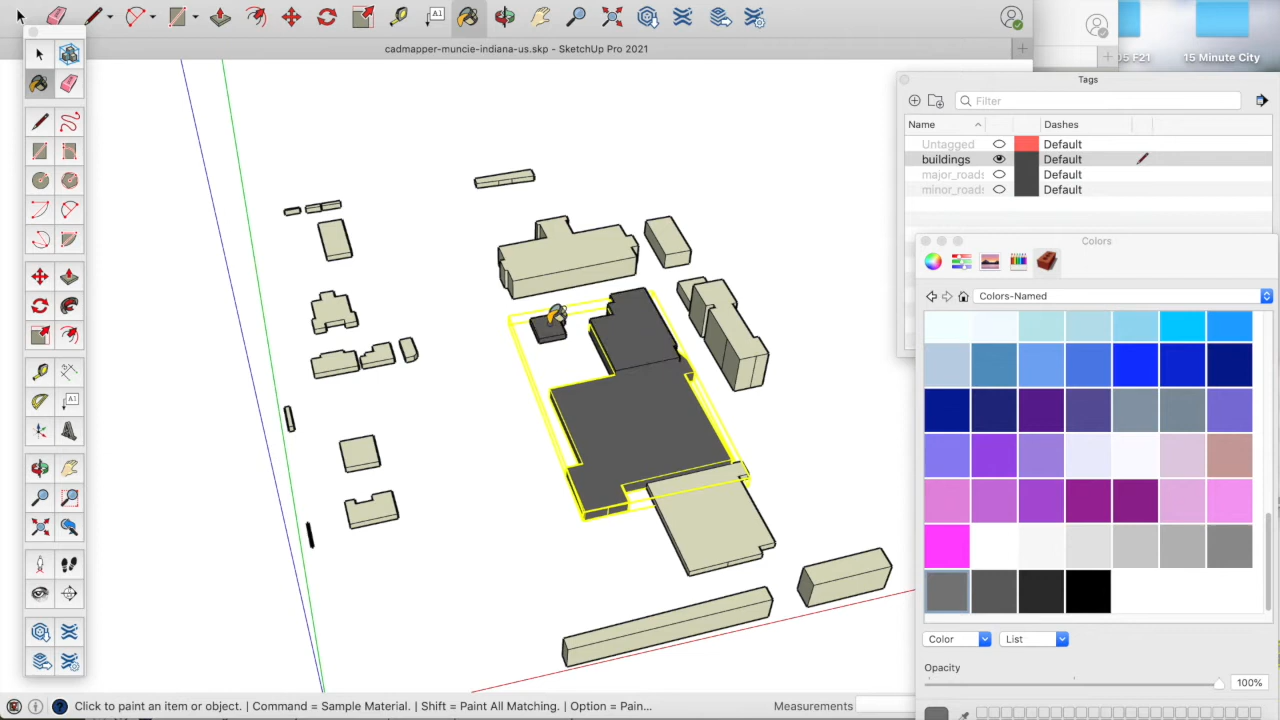 cadmapper-muncie-indiana-us.skp - SketchUp Pro 2021
05 F21
15 Minute City
Tags
Filter
Name
Dashes
Untagged
Default
buildings
Default
major_roads
Default
minor_roads
Default
Colors
Colors-Named
Color
List
Opacity
100%
Click to paint an item or object. | Command = Sample Material. | Shift = Paint All Matching. | Option = Pain...
Measurements